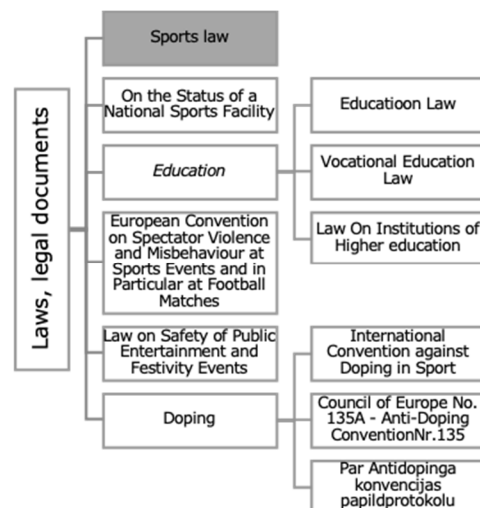 Laws, legal documents
Sports law
On the Status of a
National Sports Facility
Education
Educatioon Law
Vocational Education
Law
Law On Institutions of
Higher education
European Convention
on Spectator Violence
and Misbehaviour at
Sports Events and in
Particular at Football
Matches
Law on Safety of Public
Entertainment and
Festivity Events
Doping
International
Convention against
Doping in Sport
Council of Europe No.
135A - Anti-Doping
ConventionNr.135
Par Antidopinga
konvencijas
papildprotokolu